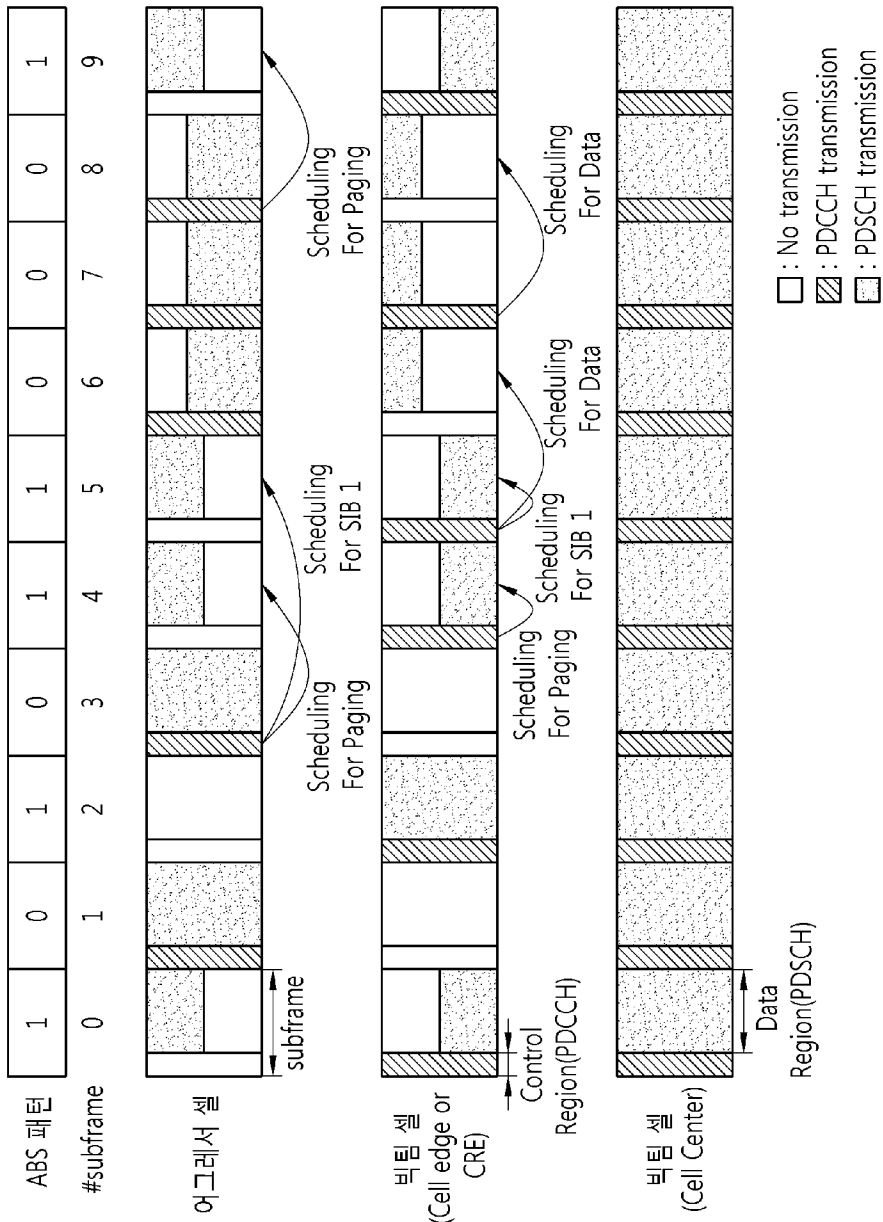 ABS 패턴
1
0
1
0
1
1
0
0
0
1
#subframe
0
1
2
3
4
5
6
7
8
9
어그레서 셀
subframe
Scheduling
For Paging
Scheduling
For SIB 1
Scheduling
For Paging
빅팀 셀
(Cell edge or
CRE)
Control
Region(PDCCH)
Scheduling
For Paging
Scheduling
For SIB 1
Scheduling
For Data
Scheduling
For Data
빅팀 셀
(Cell Center)
Data
Region(PDSCH)
: No transmission
: PDCCH transmission
: PDSCH transmission